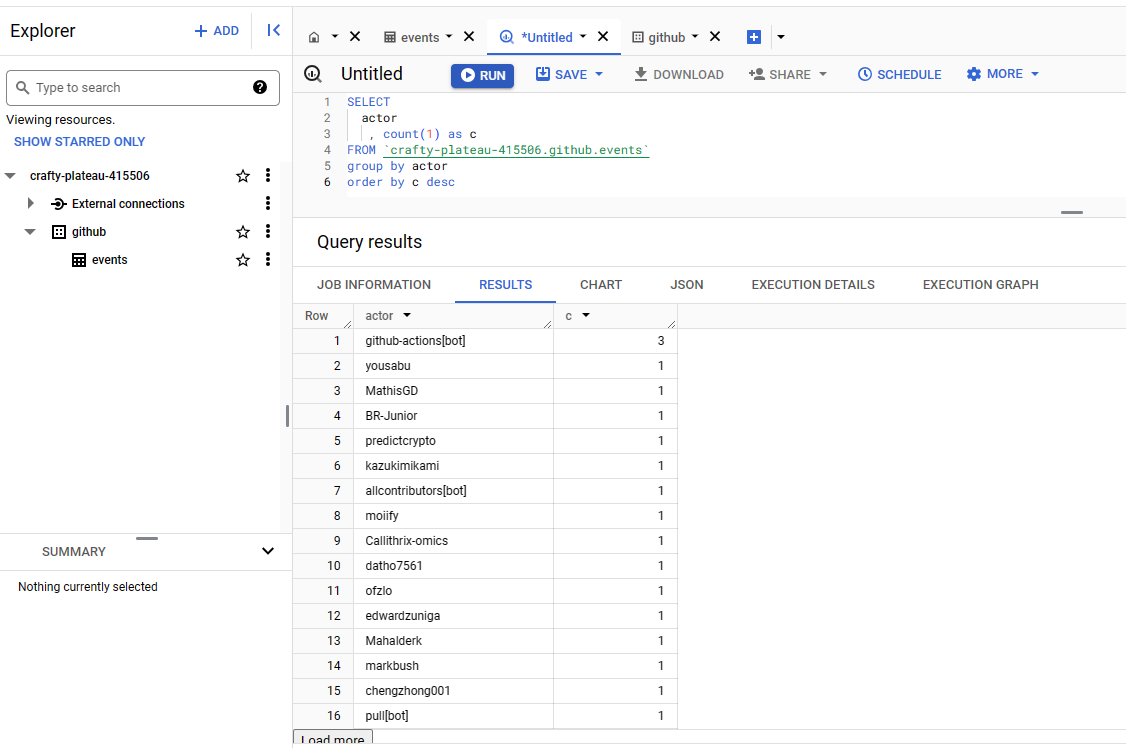 Explorer
+ ADD
Type to search
Viewing resources.
SHOW STARRED ONLY
crafty-plateau-415506
External connections
github
events
SUMMARY
Nothing currently selected
events
*Untitled
github
Untitled
RUN
SAVE
DOWNLOAD
SHARE
SCHEDULE
MORE
1 SELECT
2 actor
3 , count(1) as c
4 FROM `crafty-plateau-415506.github.events`
5 group by actor
6 order by c desc
Query results
JOB INFORMATION RESULTS CHART JSON EXECUTION DETAILS EXECUTION GRAPH
Row actor c
1 github-actions[bot] 3
2 yousabu 1
3 MathisGD 1
4 BR-Junior 1
5 predictcrypto 1
6 kazukimikami 1
7 allcontributors[bot] 1
8 moiify 1
9 Callithrix-omics 1
10 datho7561 1
11 ofzlo 1
12 edwardzuniga 1
13 Mahalderk 1
14 markbush 1
15 chengzhong001 1
16 pull[bot] 1
Load more